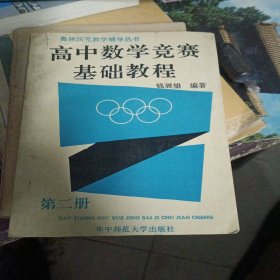 奥林匹克数学辅导丛书
高中数学竞赛
基础教程
钱展望 编著
第二册
GAO ZHONG SHU XUE JING SAI JI CHU JIAO CHENG
华中师范大学出版社